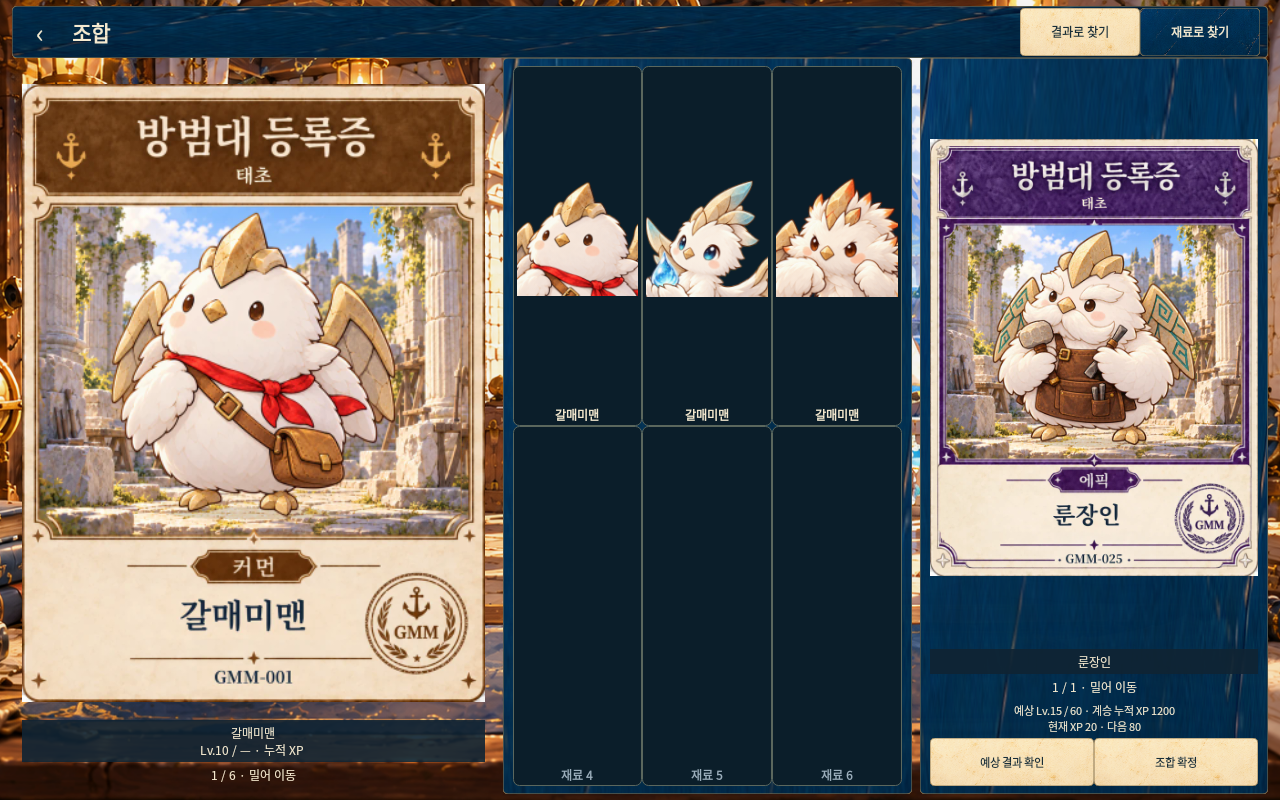 ‹ 조합
결과로 찾기
재료로 찾기
방범대 등록증
태초
커먼
갈매미맨
GMM
GMM-001
갈매미맨
Lv.10 / — · 누적 XP
1 / 6 · 밀어 이동
갈매미맨
갈매미맨
갈매미맨
재료 4
재료 5
재료 6
방범대 등록증
태초
에픽
룬장인
GMM
· GMM-025 ·
룬장인
1 / 1 · 밀어 이동
예상 Lv.15 / 60 · 계승 누적 XP 1200
현재 XP 20 · 다음 80
예상 결과 확인
조합 확정